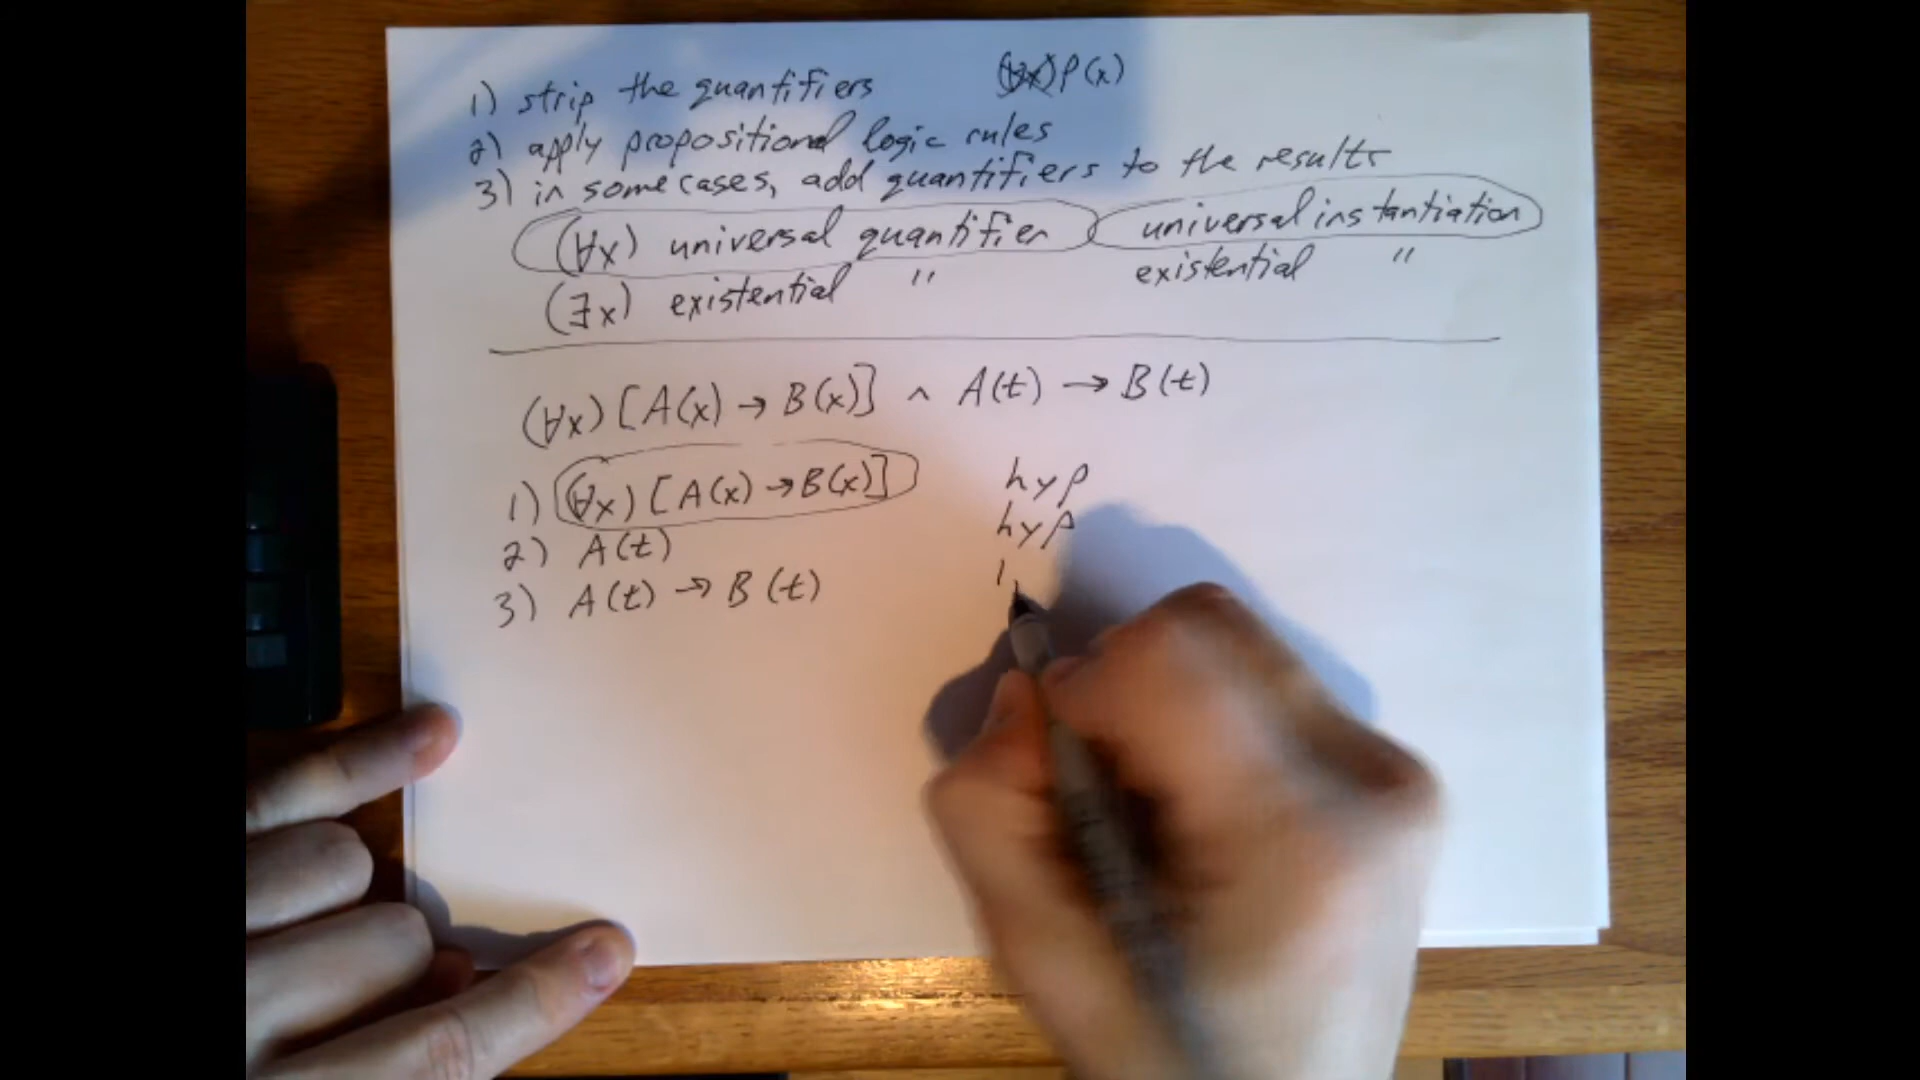 1) strip the quantifiers (∀x) P(x)
2) apply propositional logic rules
3) in some cases, add quantifiers to the results
(∀x) universal quantifier universal instantiation
(∃x) existential " existential "
(∀x)[A(x) → B(x)] ∧ A(t) → B(t)
1) (∀x)[A(x) → B(x)] hyp
2) A(t) hyp
3) A(t) → B(t) 1,